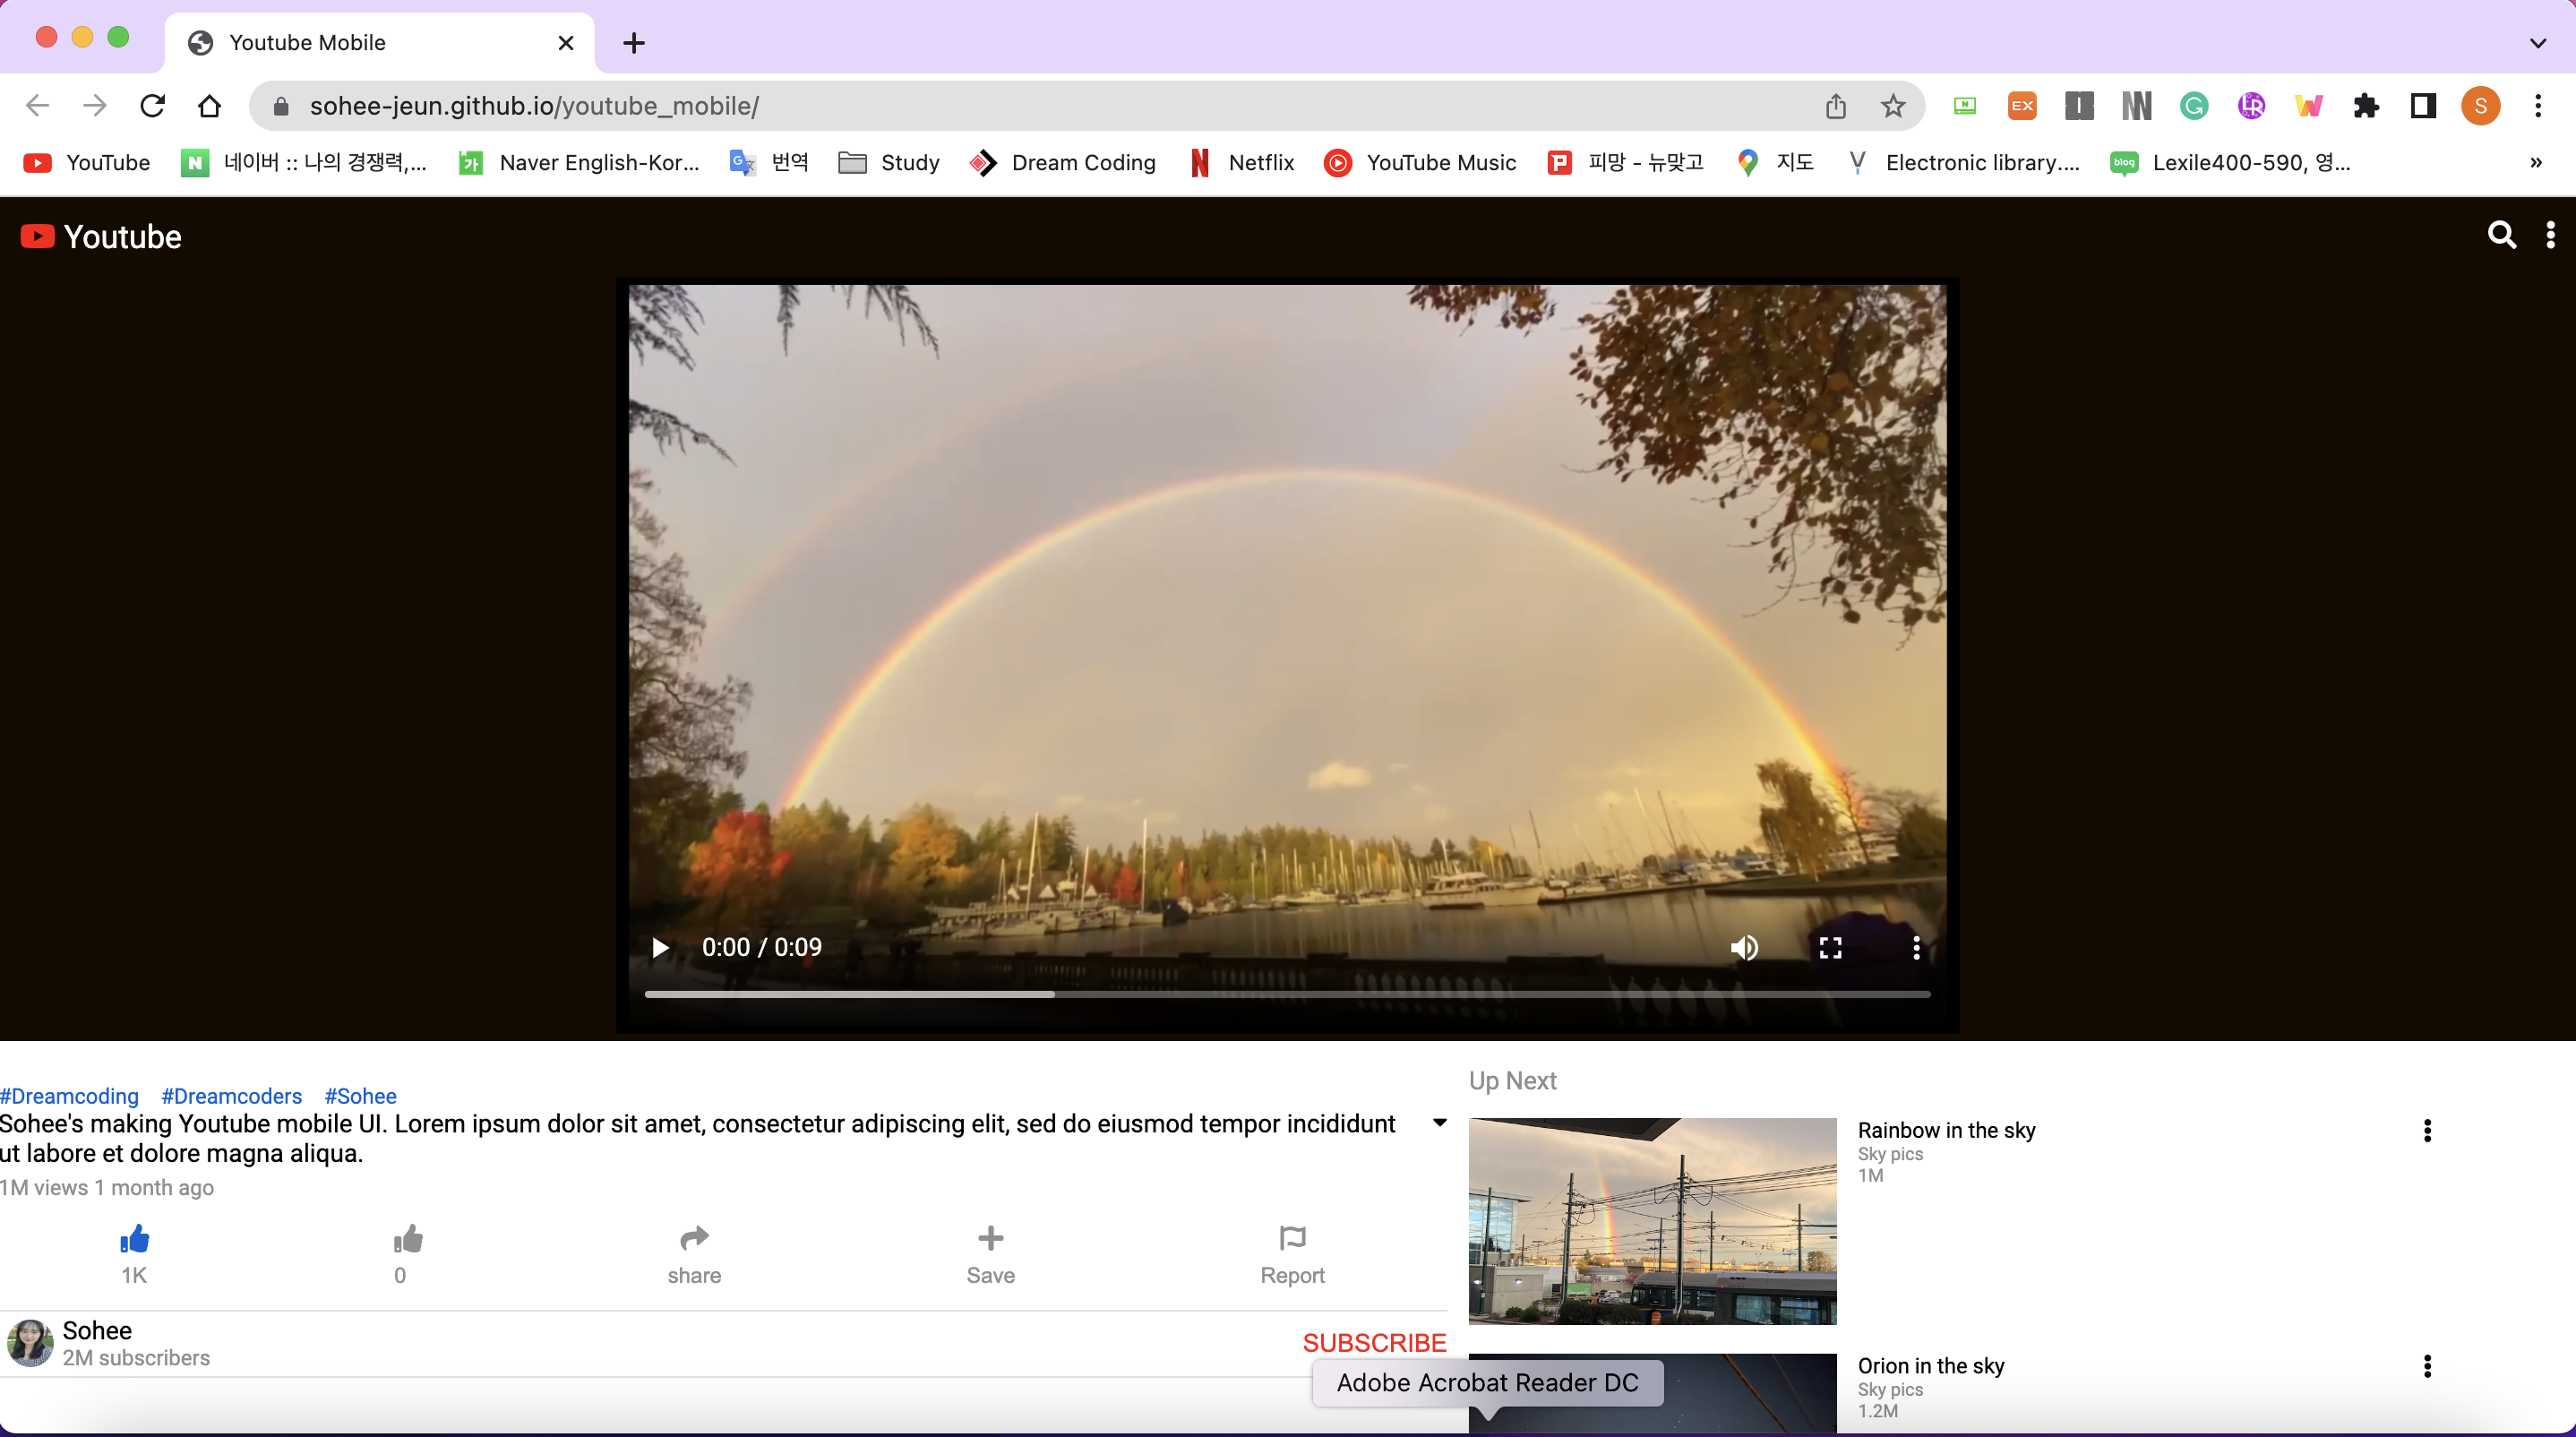 Youtube Mobile
sohee-jeun.github.io/youtube_mobile/
EX
S
YouTube
네이버 :: 나의 경쟁력,...
Naver English-Kor...
번역
Study
Dream Coding
Netflix
YouTube Music
피망 - 뉴맞고
지도
Electronic library....
blog
Lexile400-590, 영...
»
Youtube
0:00 / 0:09
#Dreamcoding #Dreamcoders #Sohee
Sohee's making Youtube mobile UI. Lorem ipsum dolor sit amet, consectetur adipiscing elit, sed do eiusmod tempor incididunt
ut labore et dolore magna aliqua.
1M views 1 month ago
1K
0
share
Save
Report
Sohee
2M subscribers
SUBSCRIBE
Adobe Acrobat Reader DC
Up Next
Rainbow in the sky
Sky pics
1M
Orion in the sky
Sky pics
1.2M